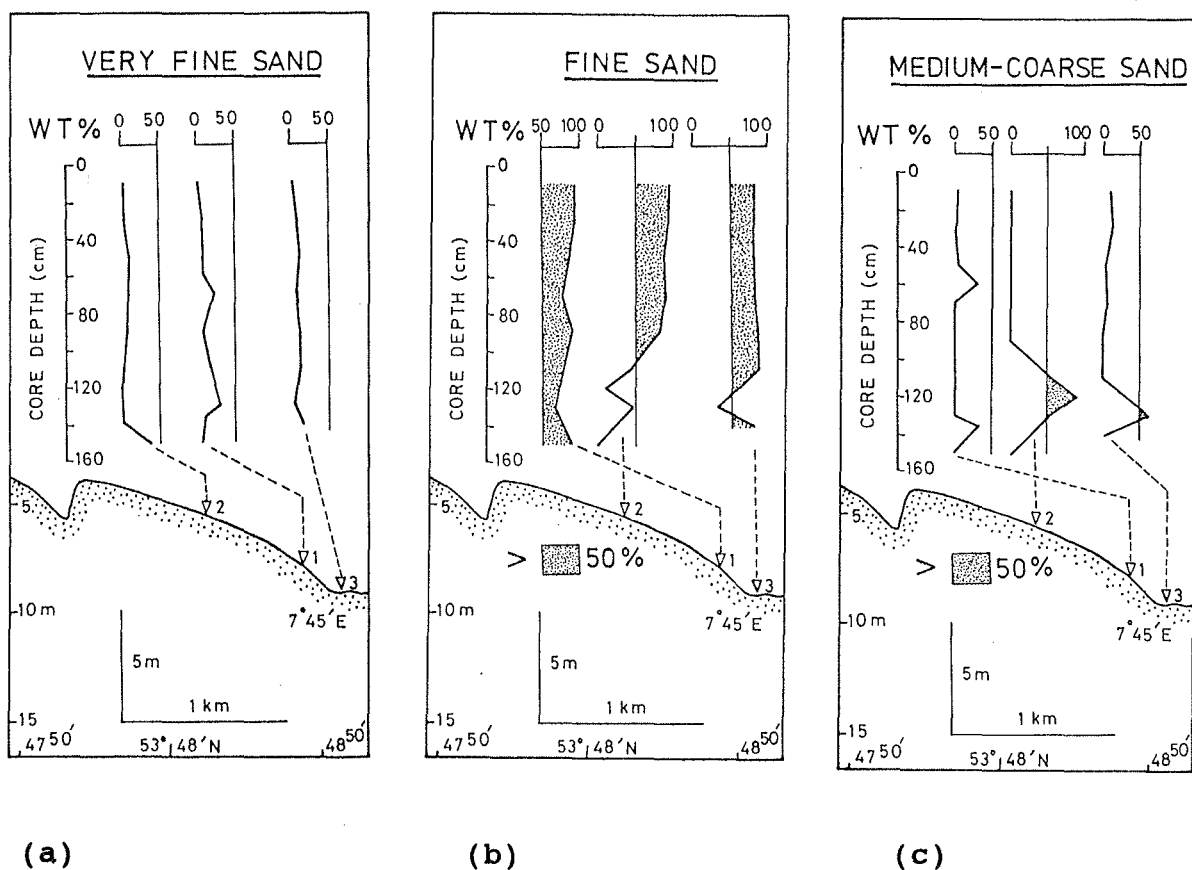 VERY FINE SAND
WT% 0 50 0 50 0 50
CORE DEPTH (cm)
0
40
80
120
160
5
2
1
3
7°45′E
10 m
5m
1 km
15
47 50′ 53° 48′N 48 50′
(a)
FINE SAND
WT% 50 100 0 100 0 100
CORE DEPTH (cm)
0
40
80
120
160
5
2
1
3
> 50%
7°45′E
10 m
5m
1 km
15
47 50′ 53° 48′N 48 50′
(b)
MEDIUM-COARSE SAND
WT % 0 50 0 100 0 50
CORE DEPTH (cm)
0
40
80
120
160
5
2
1
3
> 50%
7°45′E
10 m
5m
1 km
15
47 50′ 53° 48′N 48 50′
(c)